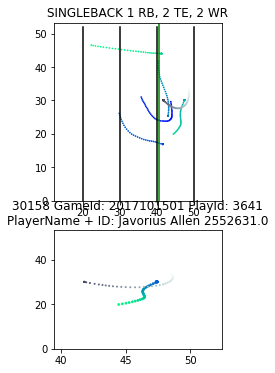 SINGLEBACK 1 RB, 2 TE, 2 WR
50
40
30
20
10
0
20 30 40 50
30158 GameId: 2017101501 PlayId: 3641
PlayerName + ID: Javorius Allen 2552631.0
40
20
0
40 45 50